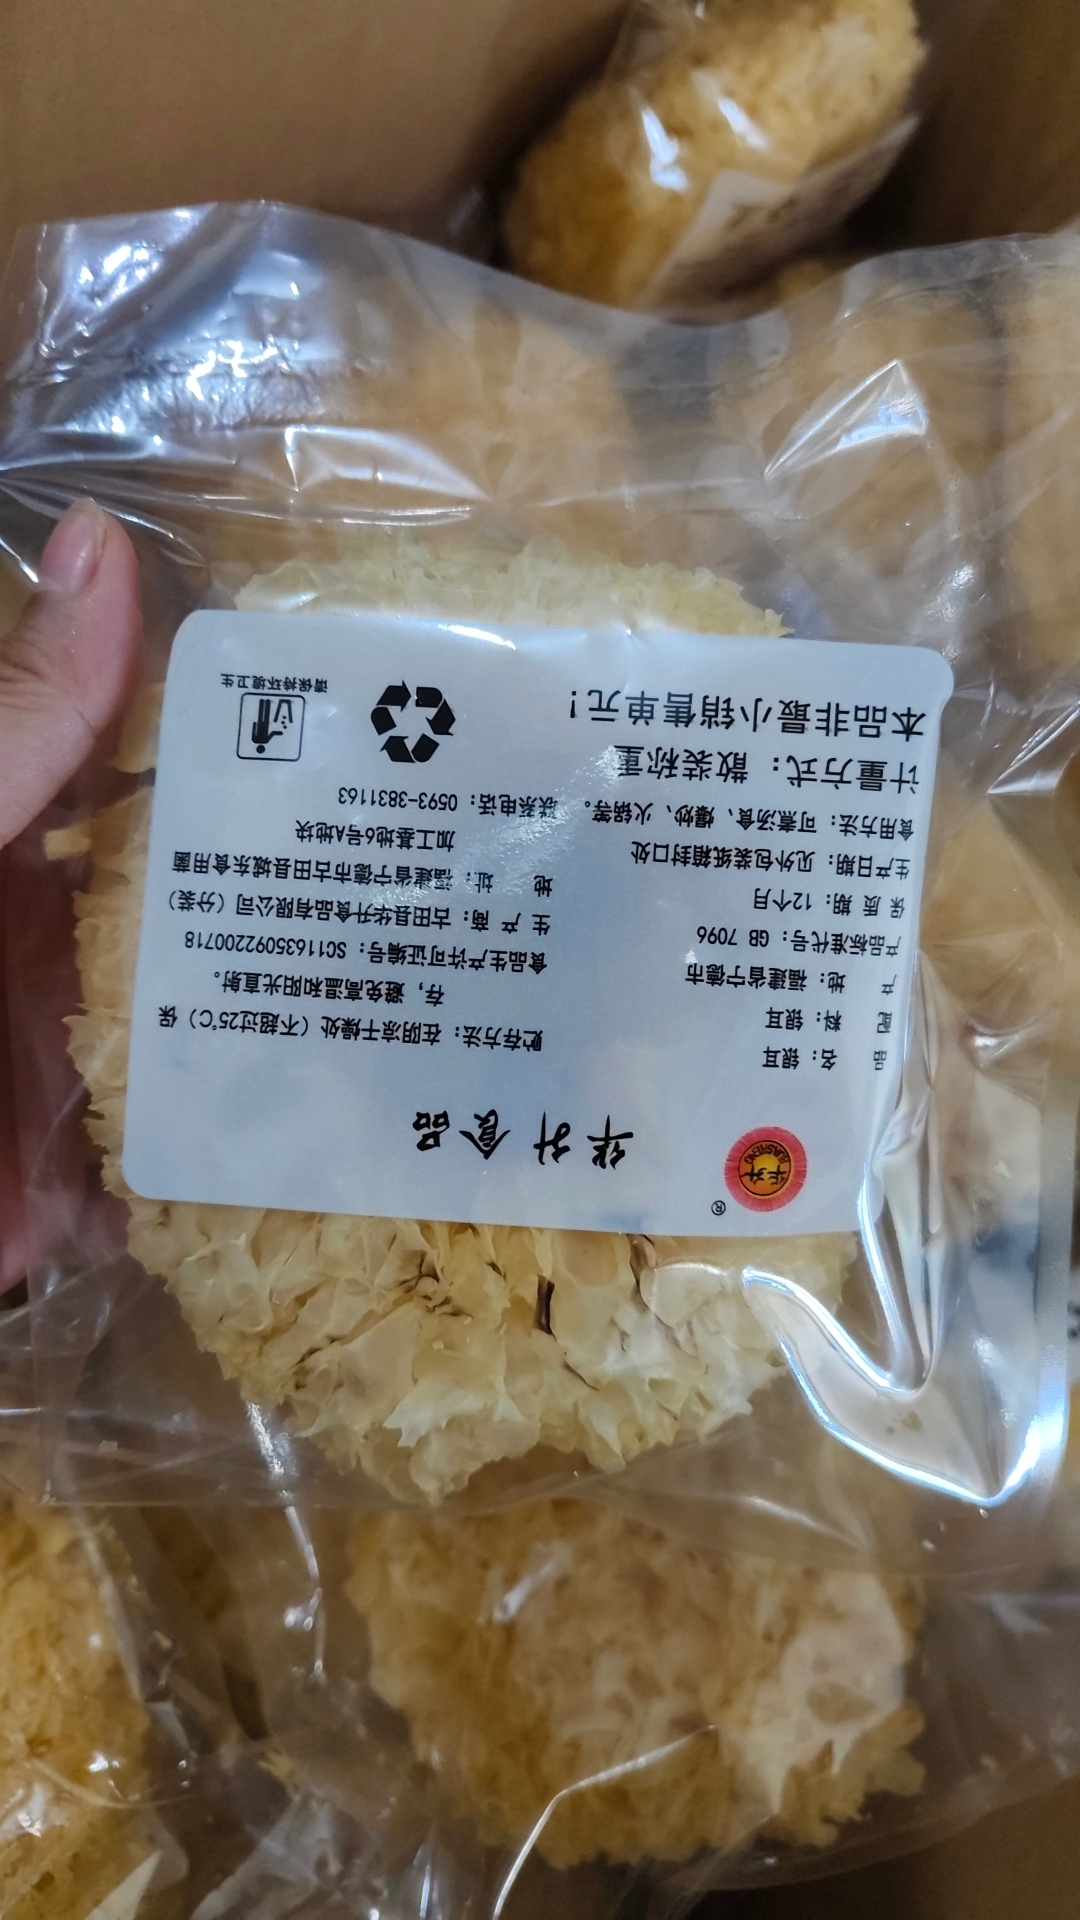 华升
HUASHENG
®
华升食品
品 名：银耳
配 料：银耳
产 地：福建省宁德市
产品标准代号：GB 7096
保 质 期：12个月
生产日期：见外包装纸箱封口处
食用方法：可煮汤食、爆炒、火锅等。
计量方式：散装称重
本品非最小销售单元！
贮存方法：在阴凉干燥处（不超过25℃）保
存，避免高温和阳光直射。
食品生产许可证编号：SC11635092200718
生 产 商：古田县华升食品有限公司（分装）
地 址：福建省宁德市古田县城东食用菌
加工基地6号A地块
联系电话：0593-3831163
请保持环境卫生